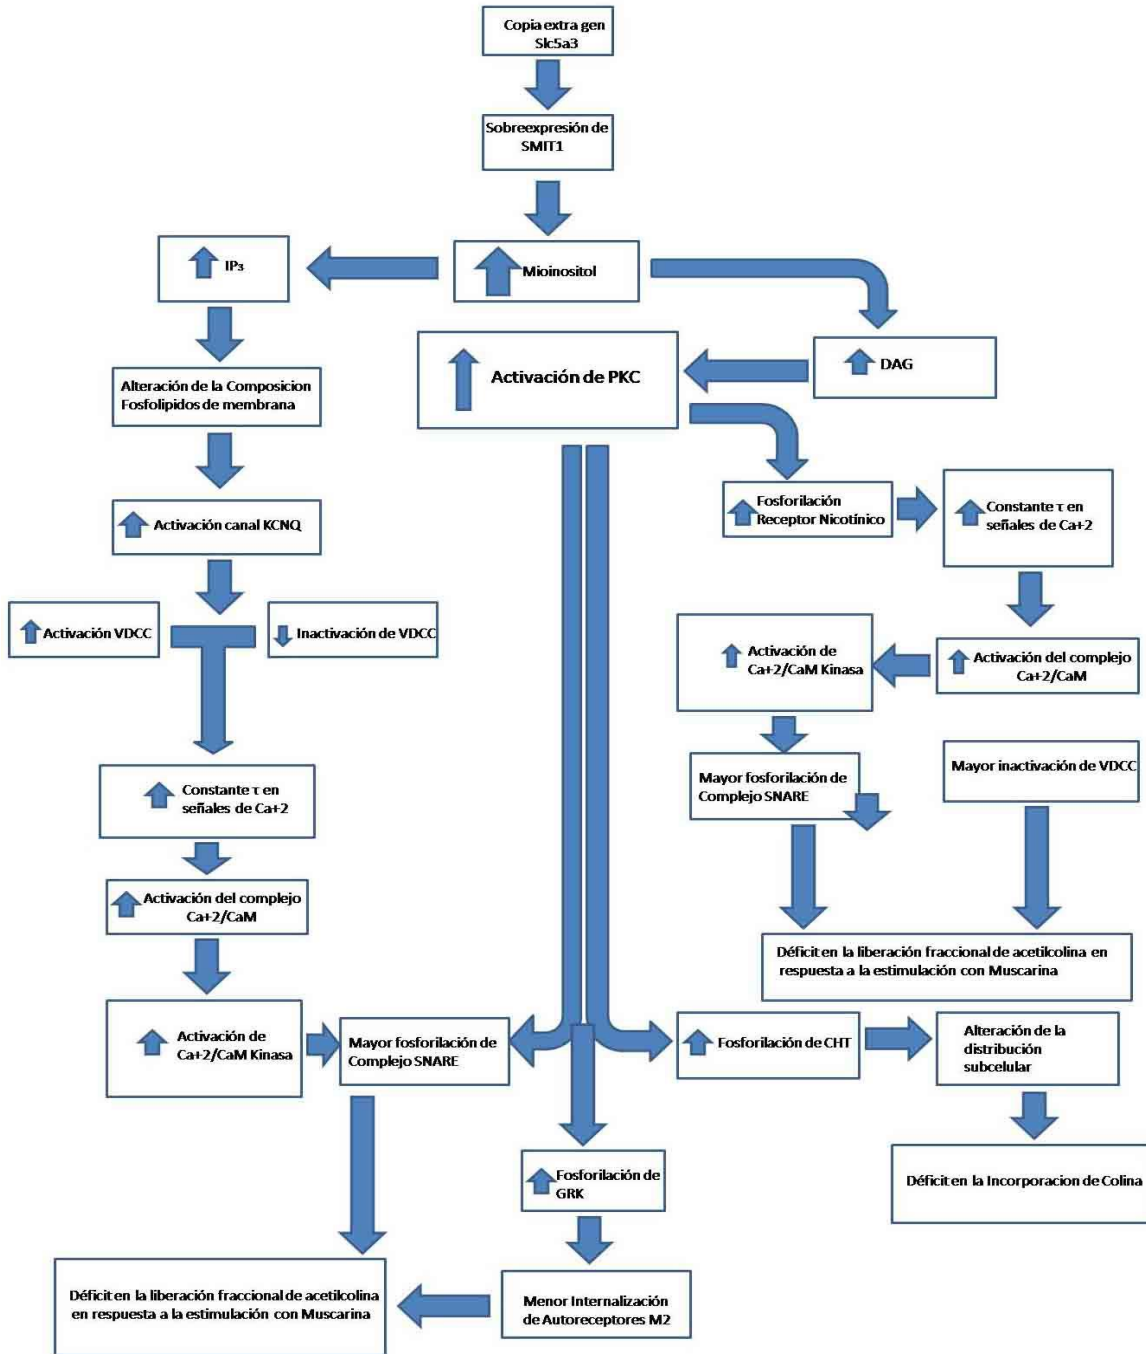 Copia extra gen
Slc5a3
Sobreexpresión de
SMIT1
IP₃
Mioinositol
Activación de PKC
DAG
Alteración de la Composicion
Fosfolipidos de membrana
Fosforilación
Receptor Nicotínico
Constante τ en
señales de Ca+2
Activación canal KCNQ
Activación VDCC
Inactivación de VDCC
Activación de
Ca+2/CaM Kinasa
Activación del complejo
Ca+2/CaM
Mayor fosforilación de
Complejo SNARE
Mayor inactivación de VDCC
Constante τ en
señales de Ca+2
Activación del complejo
Ca+2/CaM
Déficit en la liberación fraccional de acetilcolina en
respuesta a la estimulación con Muscarina
Activación de
Ca+2/CaM Kinasa
Mayor fosforilación de
Complejo SNARE
Fosforilación de CHT
Alteración de la
distribución
subcelular
Fosforilación de
GRK
Déficit en la Incorporacion de Colina
Déficit en la liberación fraccional de acetilcolina
en respuesta a la estimulación con Muscarina
Menor Internalización
de Autoreceptores M2